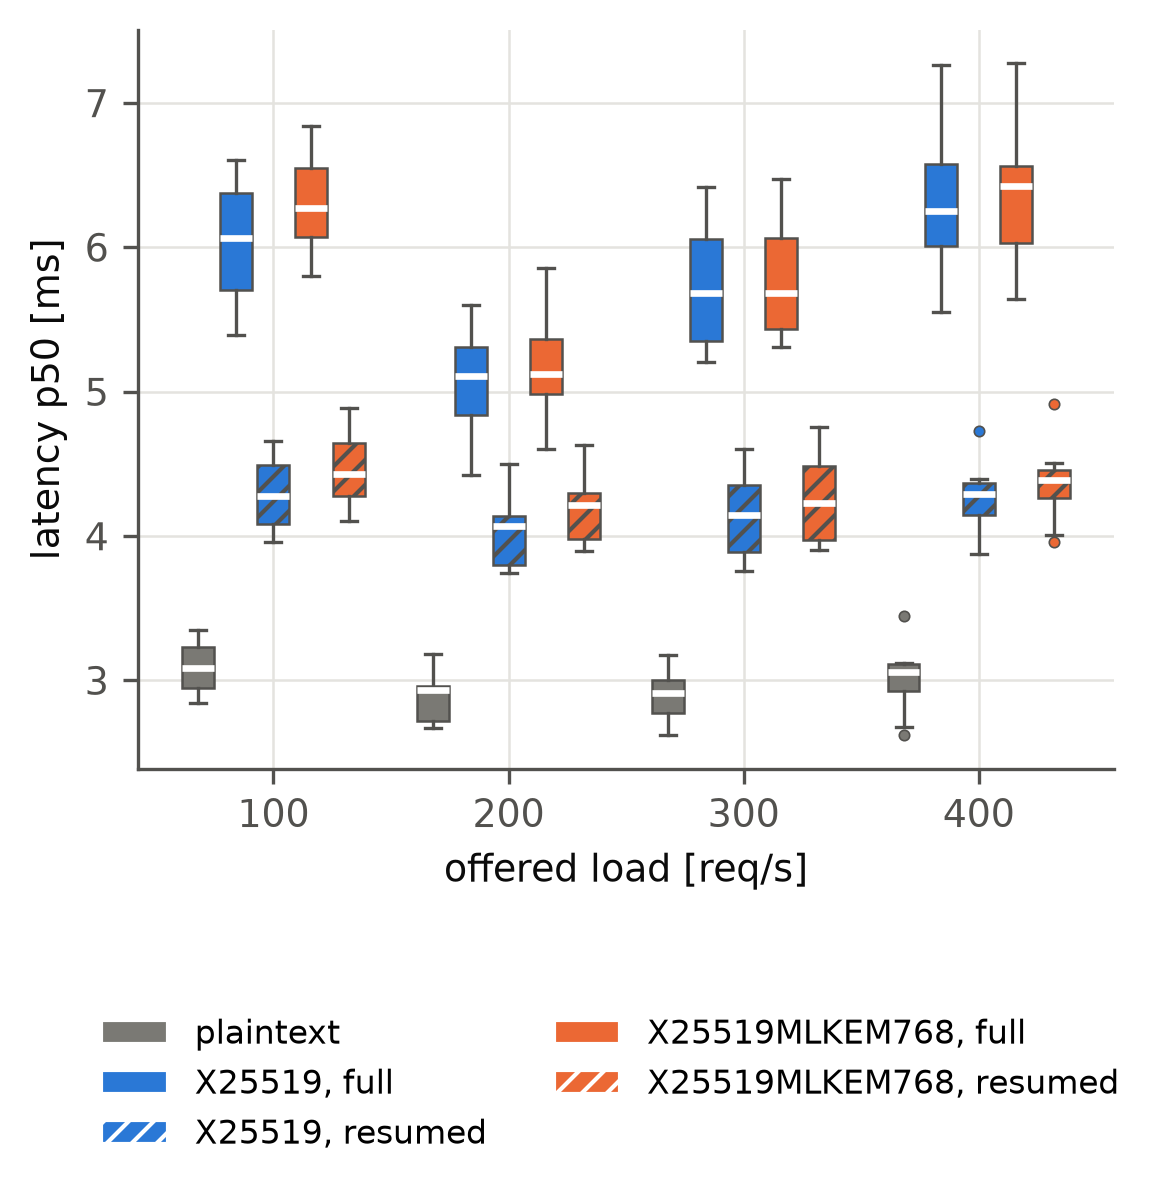 latency p50 [ms]
7
6
5
4
3
100 200 300 400
offered load [req/s]
plaintext
X25519, full
X25519, resumed
X25519MLKEM768, full
X25519MLKEM768, resumed